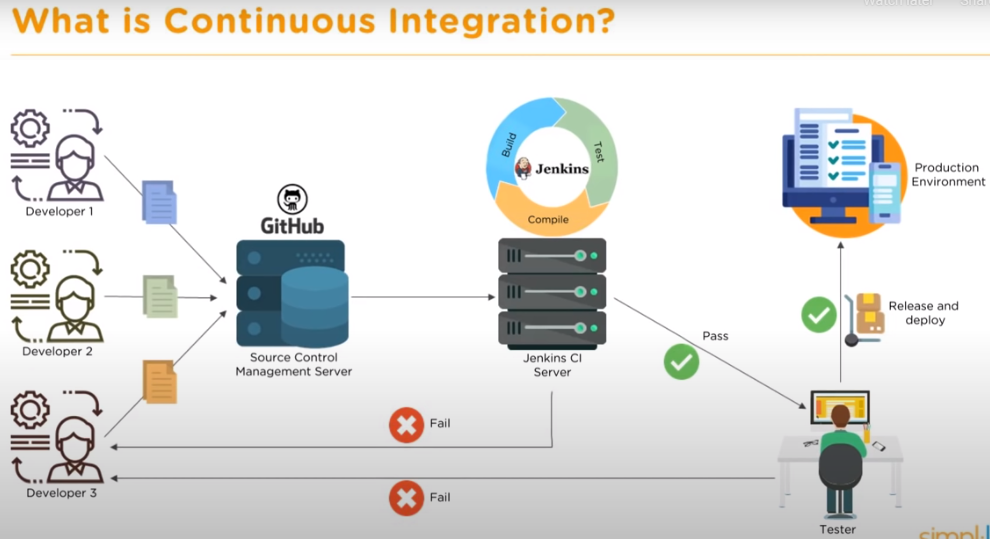 What is Continuous Integration?
Developer 1
Developer 2
Developer 3
GitHub
Source Control
Management Server
Build
Test
Compile
Jenkins
Jenkins CI
Server
Pass
Fail
Fail
Production
Environment
Release and
deploy
Tester